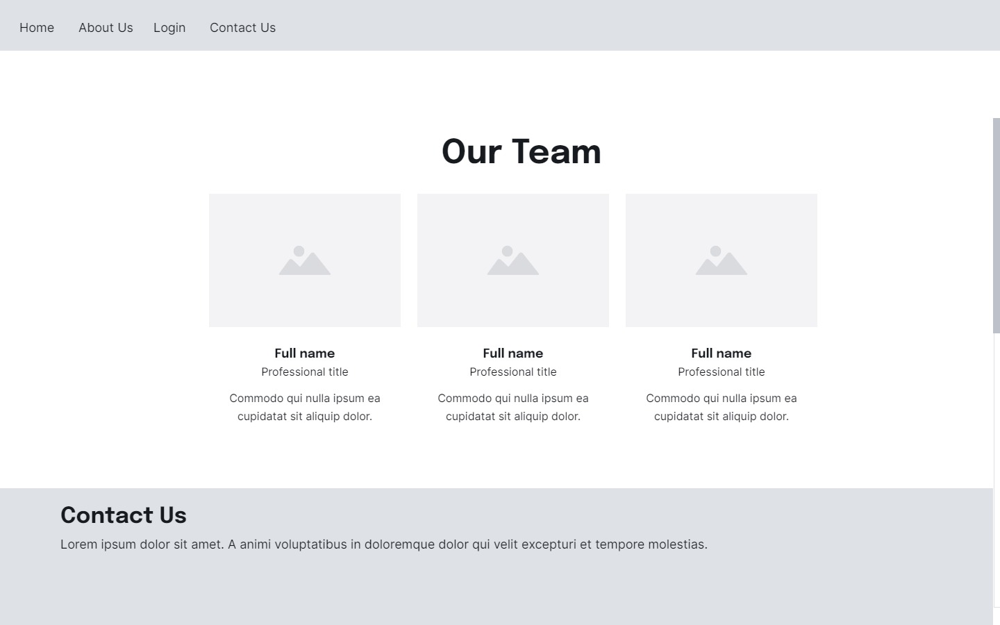 Home About Us Login Contact Us
Our Team
Full name
Professional title
Commodo qui nulla ipsum ea
cupidatat sit aliquip dolor.
Full name
Professional title
Commodo qui nulla ipsum ea
cupidatat sit aliquip dolor.
Full name
Professional title
Commodo qui nulla ipsum ea
cupidatat sit aliquip dolor.
Contact Us
Lorem ipsum dolor sit amet. A animi voluptatibus in doloremque dolor qui velit excepturi et tempore molestias.